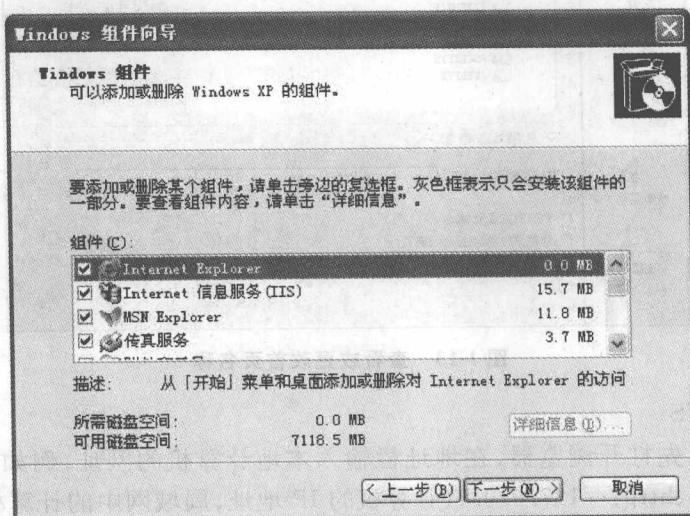 Windows 组件向导
Windows 组件
可以添加或删除 Windows XP 的组件。
要添加或删除某个组件，请单击旁边的复选框。灰色框表示只会安装该组件的
一部分。要查看组件内容，请单击“详细信息”。
组件(C):
Internet Explorer 0.0 MB
Internet 信息服务(IIS) 15.7 MB
MSN Explorer 11.8 MB
传真服务 3.7 MB
描述: 从「开始」菜单和桌面添加或删除对 Internet Explorer 的访问
所需磁盘空间: 0.0 MB
可用磁盘空间: 7118.5 MB
详细信息(D)...
< 上一步(B)
下一步(N) >
取消